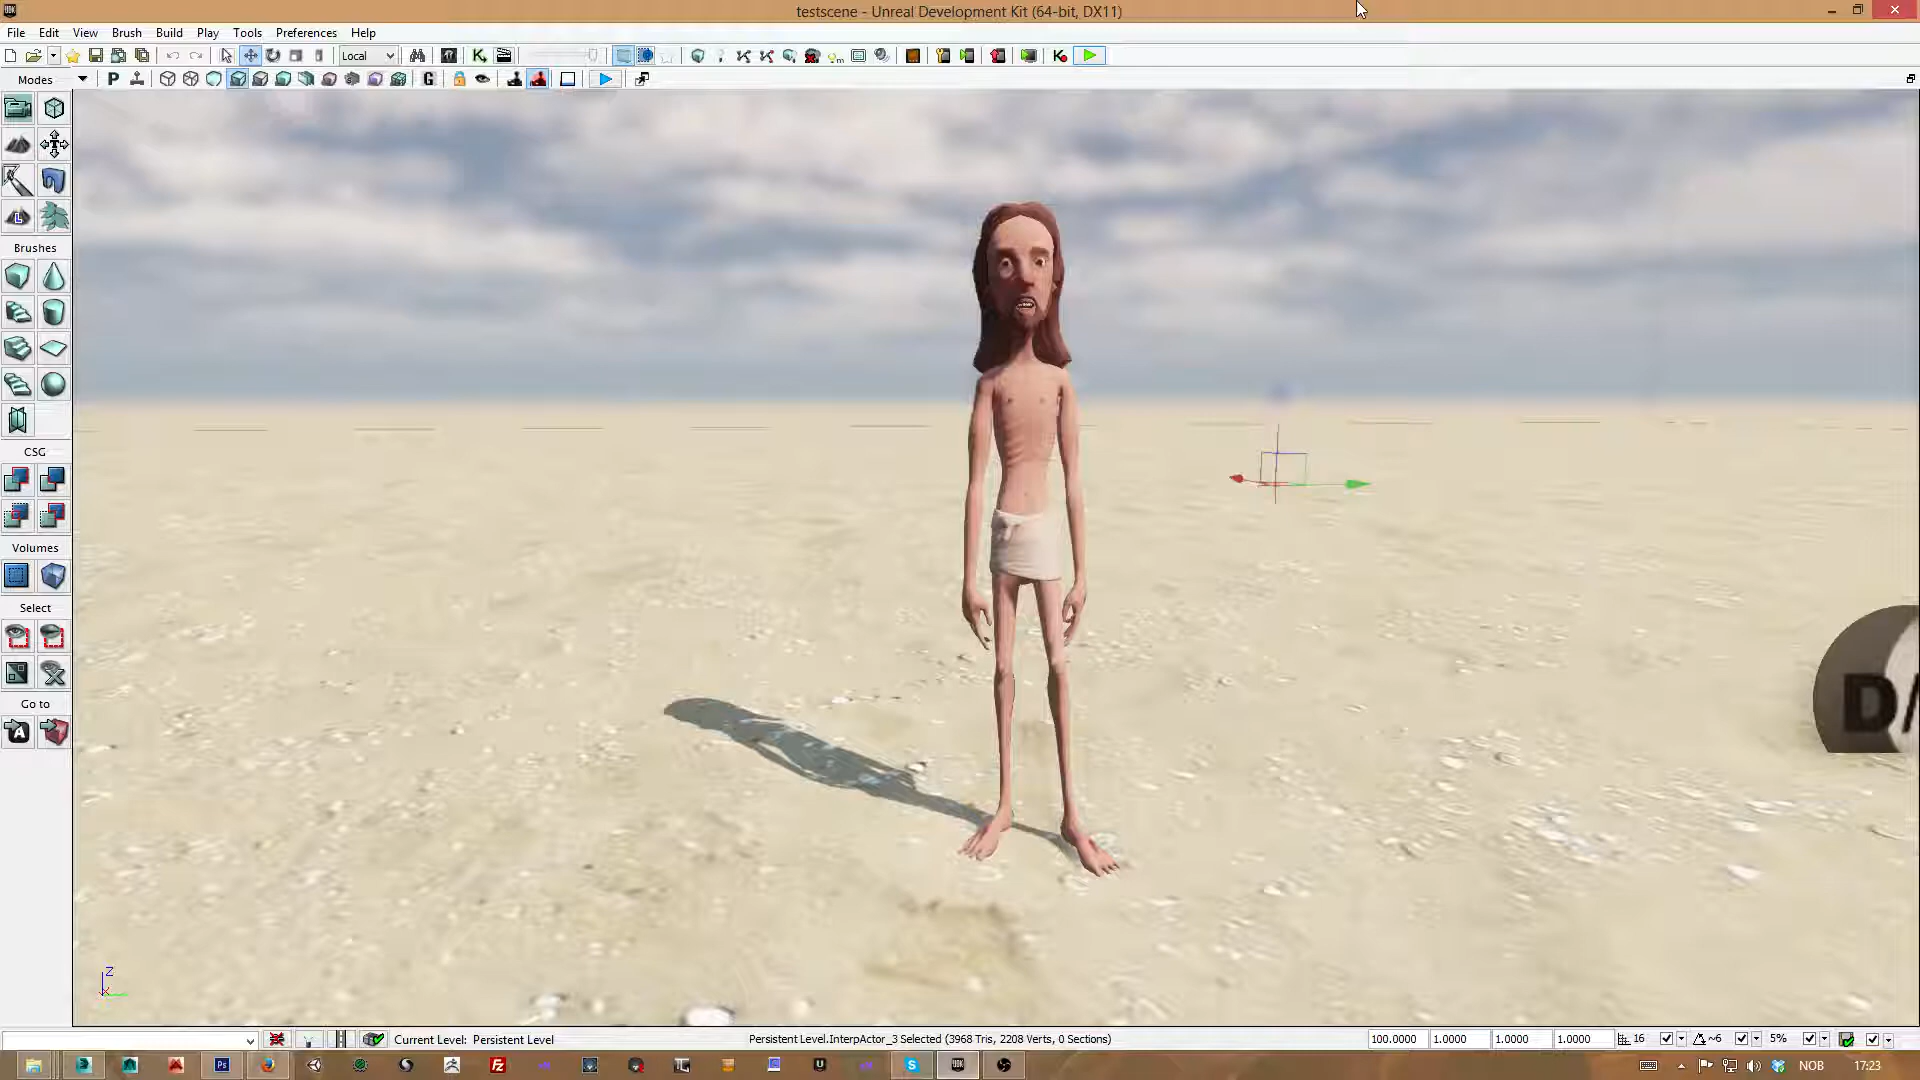 testscene - Unreal Development Kit (64-bit, DX11)
File Edit View Brush Build Play Tools Preferences Help
Local
Modes
P
G
Brushes
CSG
Volumes
Select
Go to
Z
X
Current Level: Persistent Level
Persistent Level.InterpActor_3 Selected (3968 Tris, 2208 Verts, 0 Sections)
100.0000 1.0000 1.0000 1.0000 16 ~6 5%
Ps
NOB 17:23